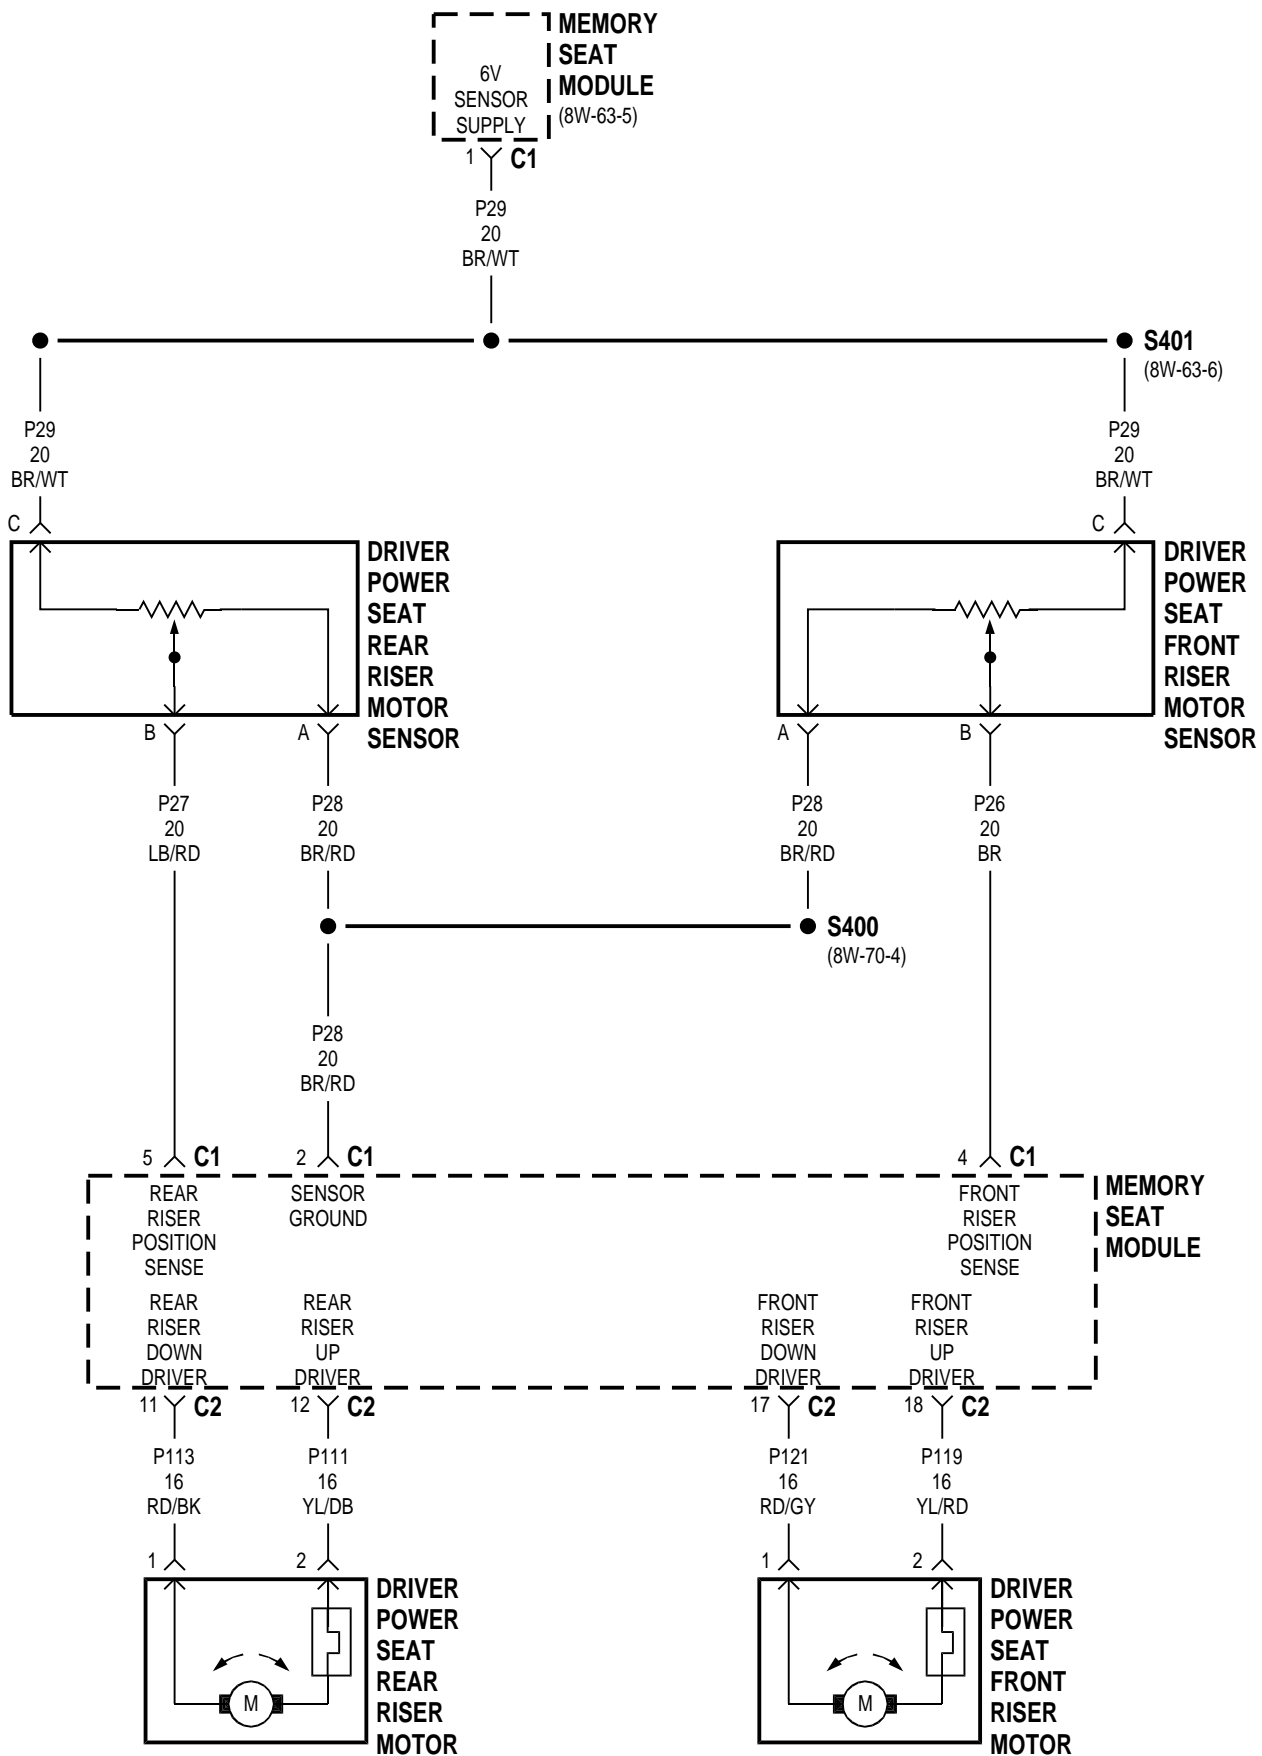 MEMORY
SEAT
MODULE
(8W-63-5)
6V
SENSOR
SUPPLY
1 C1
P29
20
BR/WT
S401
(8W-63-6)
P29
20
BR/WT
P29
20
BR/WT
C
C
DRIVER
POWER
SEAT
REAR
RISER
MOTOR
SENSOR
DRIVER
POWER
SEAT
FRONT
RISER
MOTOR
SENSOR
B A
A B
P27
20
LB/RD
P28
20
BR/RD
P28
20
BR/RD
P26
20
BR
S400
(8W-70-4)
P28
20
BR/RD
5 C1
2 C1
4 C1
REAR
RISER
POSITION
SENSE
SENSOR
GROUND
FRONT
RISER
POSITION
SENSE
MEMORY
SEAT
MODULE
REAR
RISER
DOWN
DRIVER
REAR
RISER
UP
DRIVER
FRONT
RISER
DOWN
DRIVER
FRONT
RISER
UP
DRIVER
11 C2
12 C2
17 C2
18 C2
P113
16
RD/BK
P111
16
YL/DB
P121
16
RD/GY
P119
16
YL/RD
1 2
1 2
M
DRIVER
POWER
SEAT
REAR
RISER
MOTOR
M
DRIVER
POWER
SEAT
FRONT
RISER
MOTOR